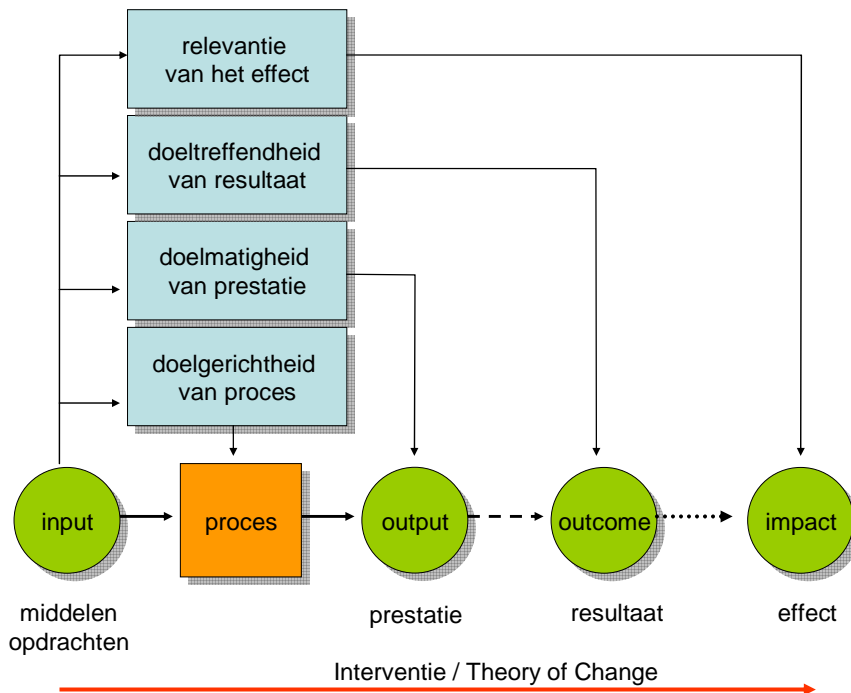 relevantie
van het effect
doeltreffendheid
van resultaat
doelmatigheid
van prestatie
doelgerichtheid
van proces
input
proces
output
outcome
impact
middelen
opdrachten
prestatie
resultaat
effect
Interventie / Theory of Change